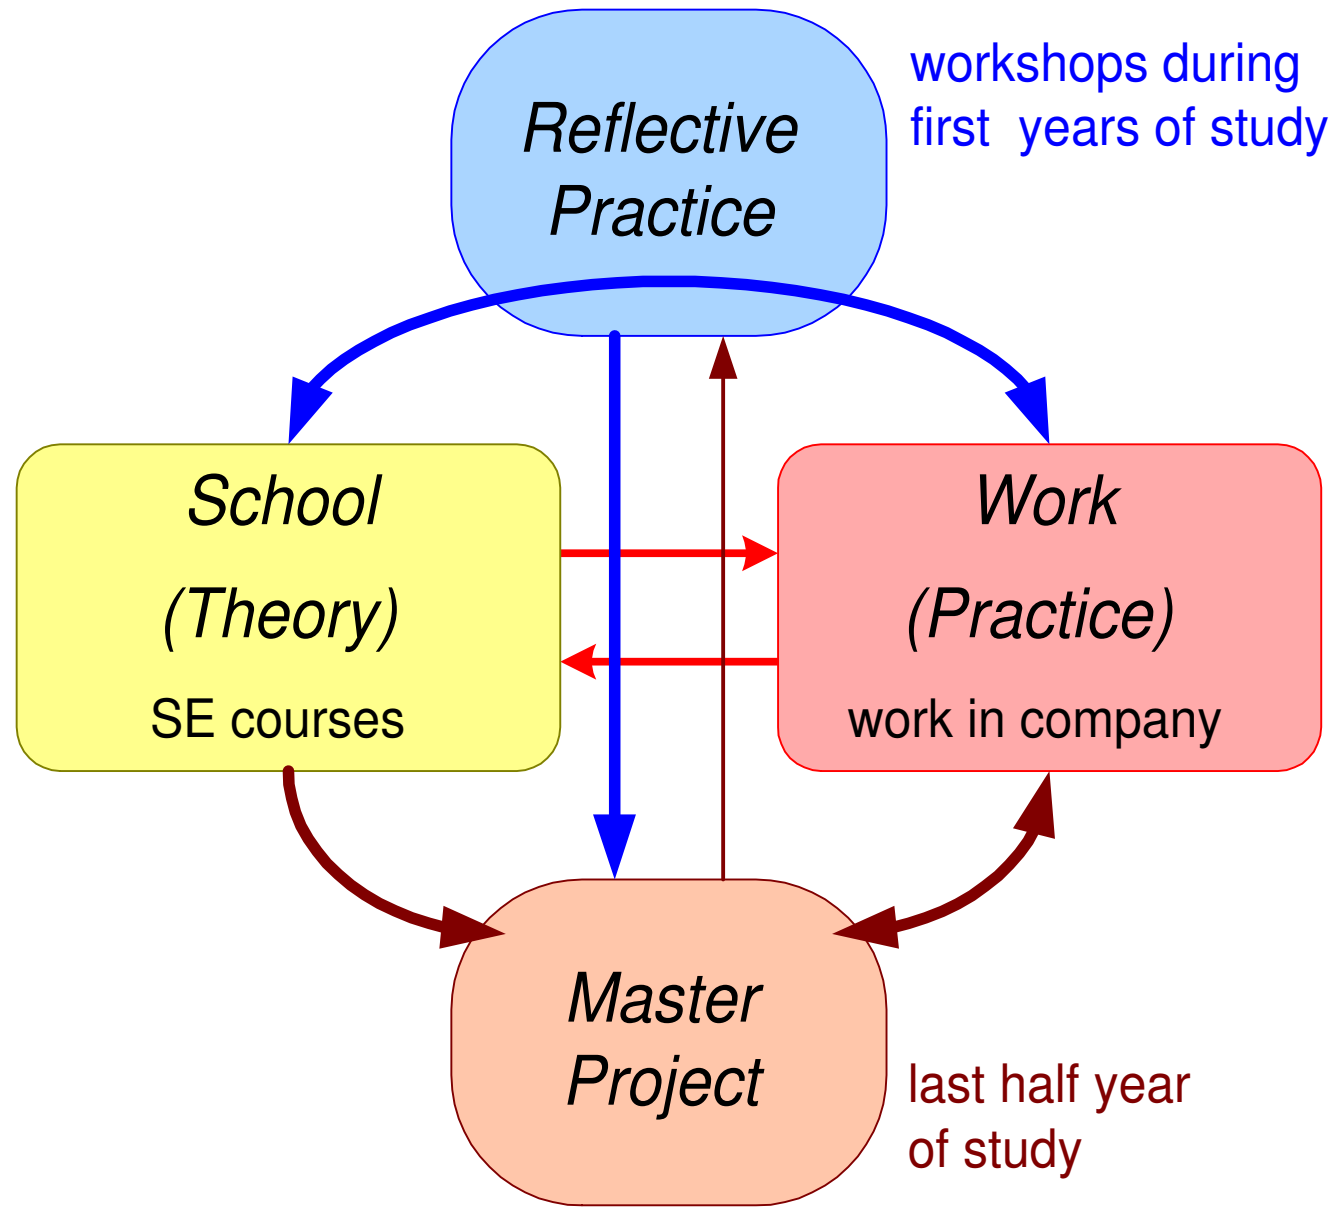 Reflective
Practice
workshops during
first years of study
School
(Theory)
SE courses
Work
(Practice)
work in company
Master
Project
last half year
of study